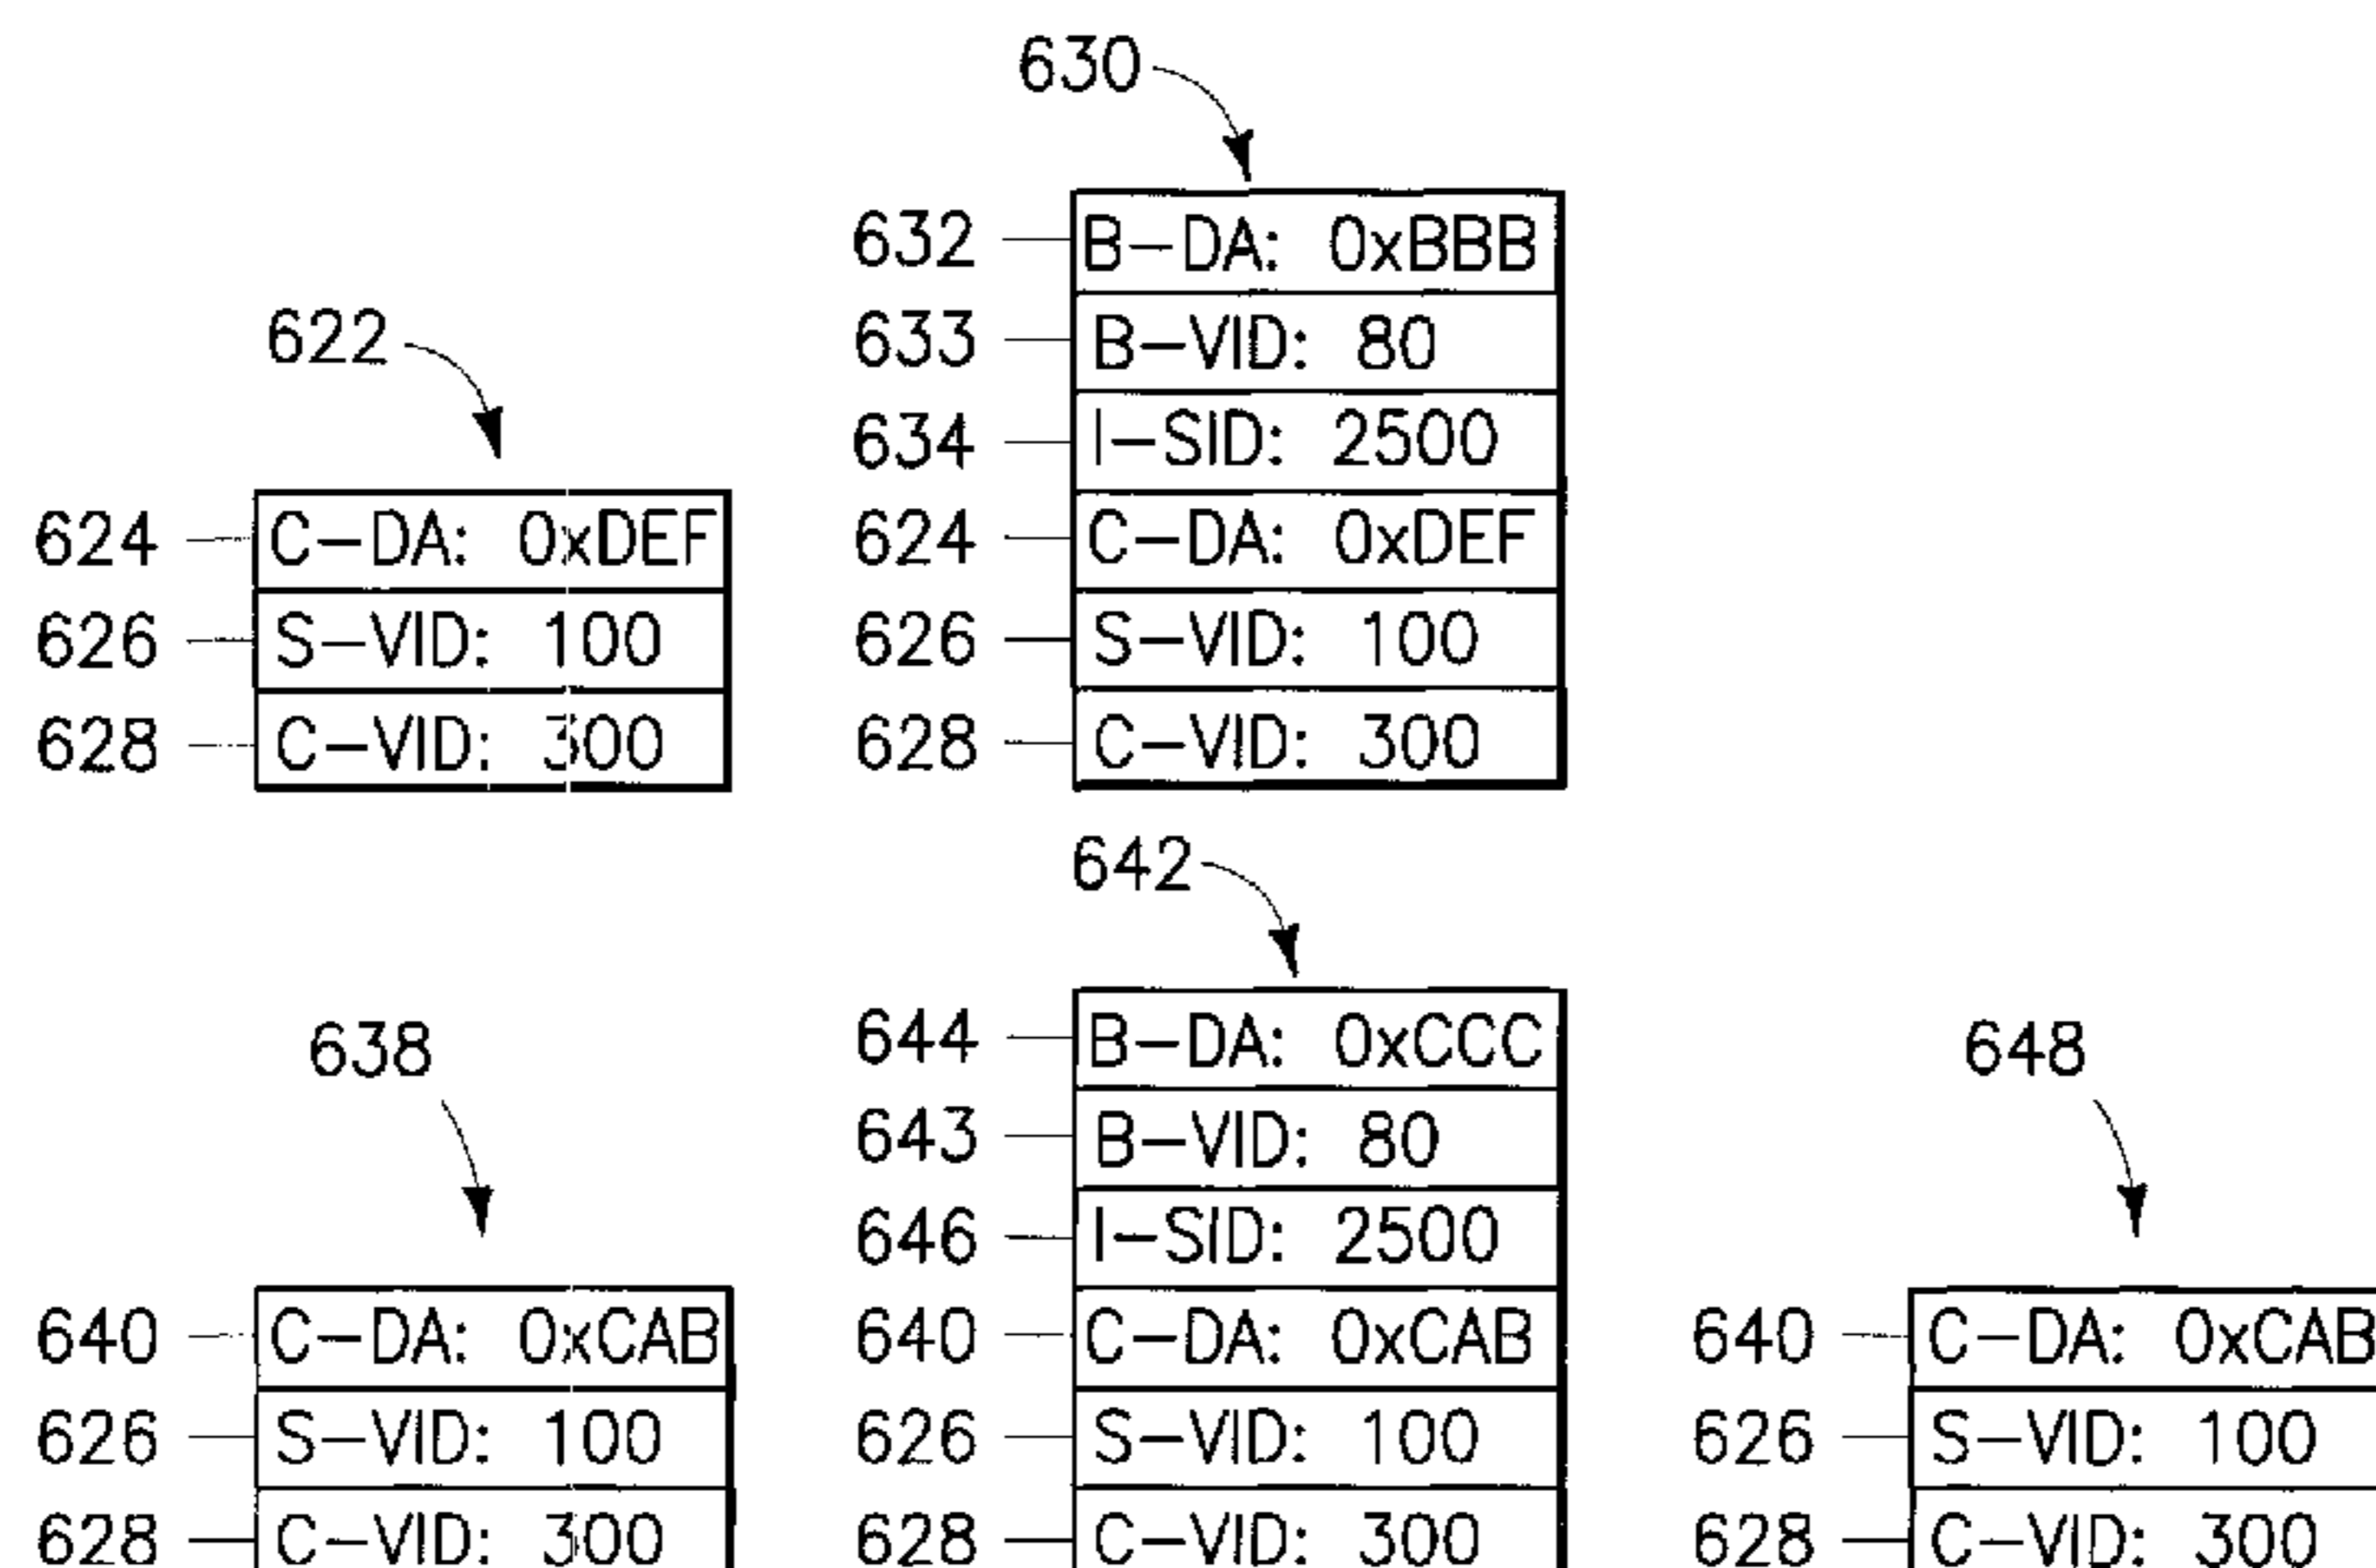 630
632 B-DA: 0xBBB
633 B-VID: 80
634 I-SID: 2500
624 C-DA: 0xDEF
626 S-VID: 100
628 C-VID: 300
622
624 C-DA: 0xDEF
626 S-VID: 100
628 C-VID: 300
642
644 B-DA: 0xCCC
643 B-VID: 80
646 I-SID: 2500
640 C-DA: 0xCAB
626 S-VID: 100
628 C-VID: 300
638
640 C-DA: 0xCAB
626 S-VID: 100
628 C-VID: 300
648
640 C-DA: 0xCAB
626 S-VID: 100
628 C-VID: 300